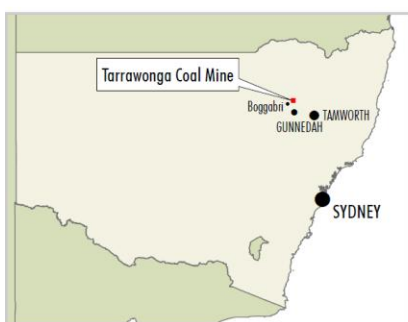 Tarrawonga Coal Mine
Boggabri
TAMWORTH
GUNNEDAH
SYDNEY